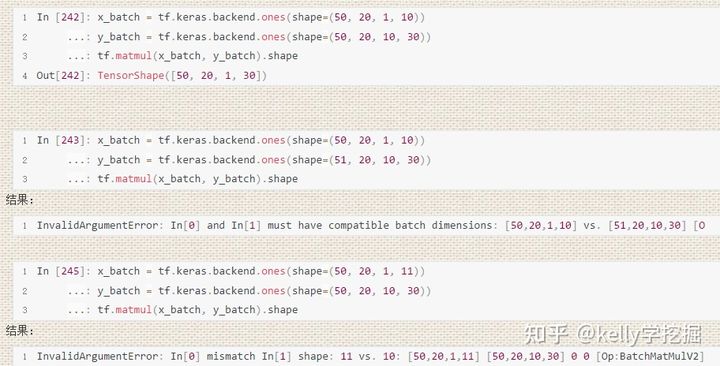 1 In [242]: x_batch = tf.keras.backend.ones(shape=(50, 20, 1, 10))
2 ...: y_batch = tf.keras.backend.ones(shape=(50, 20, 10, 30))
3 ...: tf.matmul(x_batch, y_batch).shape
4 Out[242]: TensorShape([50, 20, 1, 30])
1 In [243]: x_batch = tf.keras.backend.ones(shape=(50, 20, 1, 10))
2 ...: y_batch = tf.keras.backend.ones(shape=(51, 20, 10, 30))
3 ...: tf.matmul(x_batch, y_batch).shape
结果：
1 InvalidArgumentError: In[0] and In[1] must have compatible batch dimensions: [50,20,1,10] vs. [51,20,10,30] [O
1 In [245]: x_batch = tf.keras.backend.ones(shape=(50, 20, 1, 11))
2 ...: y_batch = tf.keras.backend.ones(shape=(50, 20, 10, 30))
3 ...: tf.matmul(x_batch, y_batch).shape
结果：
1 InvalidArgumentError: In[0] mismatch In[1] shape: 11 vs. 10: [50,20,1,11] [50,20,10,30] 0 0 [Op:BatchMatMulV2]
知乎 @kelly学挖掘